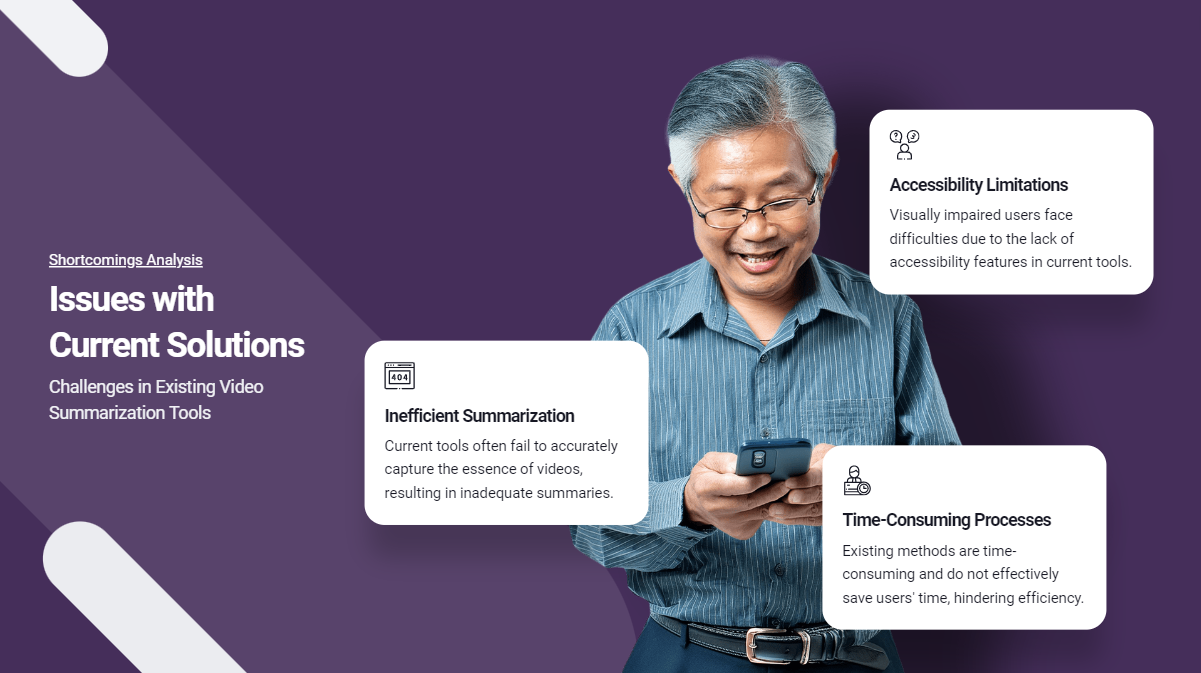 Shortcomings Analysis
Issues with
Current Solutions
Challenges in Existing Video
Summarization Tools
404
Inefficient Summarization
Current tools often fail to accurately
capture the essence of videos,
resulting in inadequate summaries.
Accessibility Limitations
Visually impaired users face
difficulties due to the lack of
accessibility features in current tools.
Time-Consuming Processes
Existing methods are time-
consuming and do not effectively
save users' time, hindering efficiency.